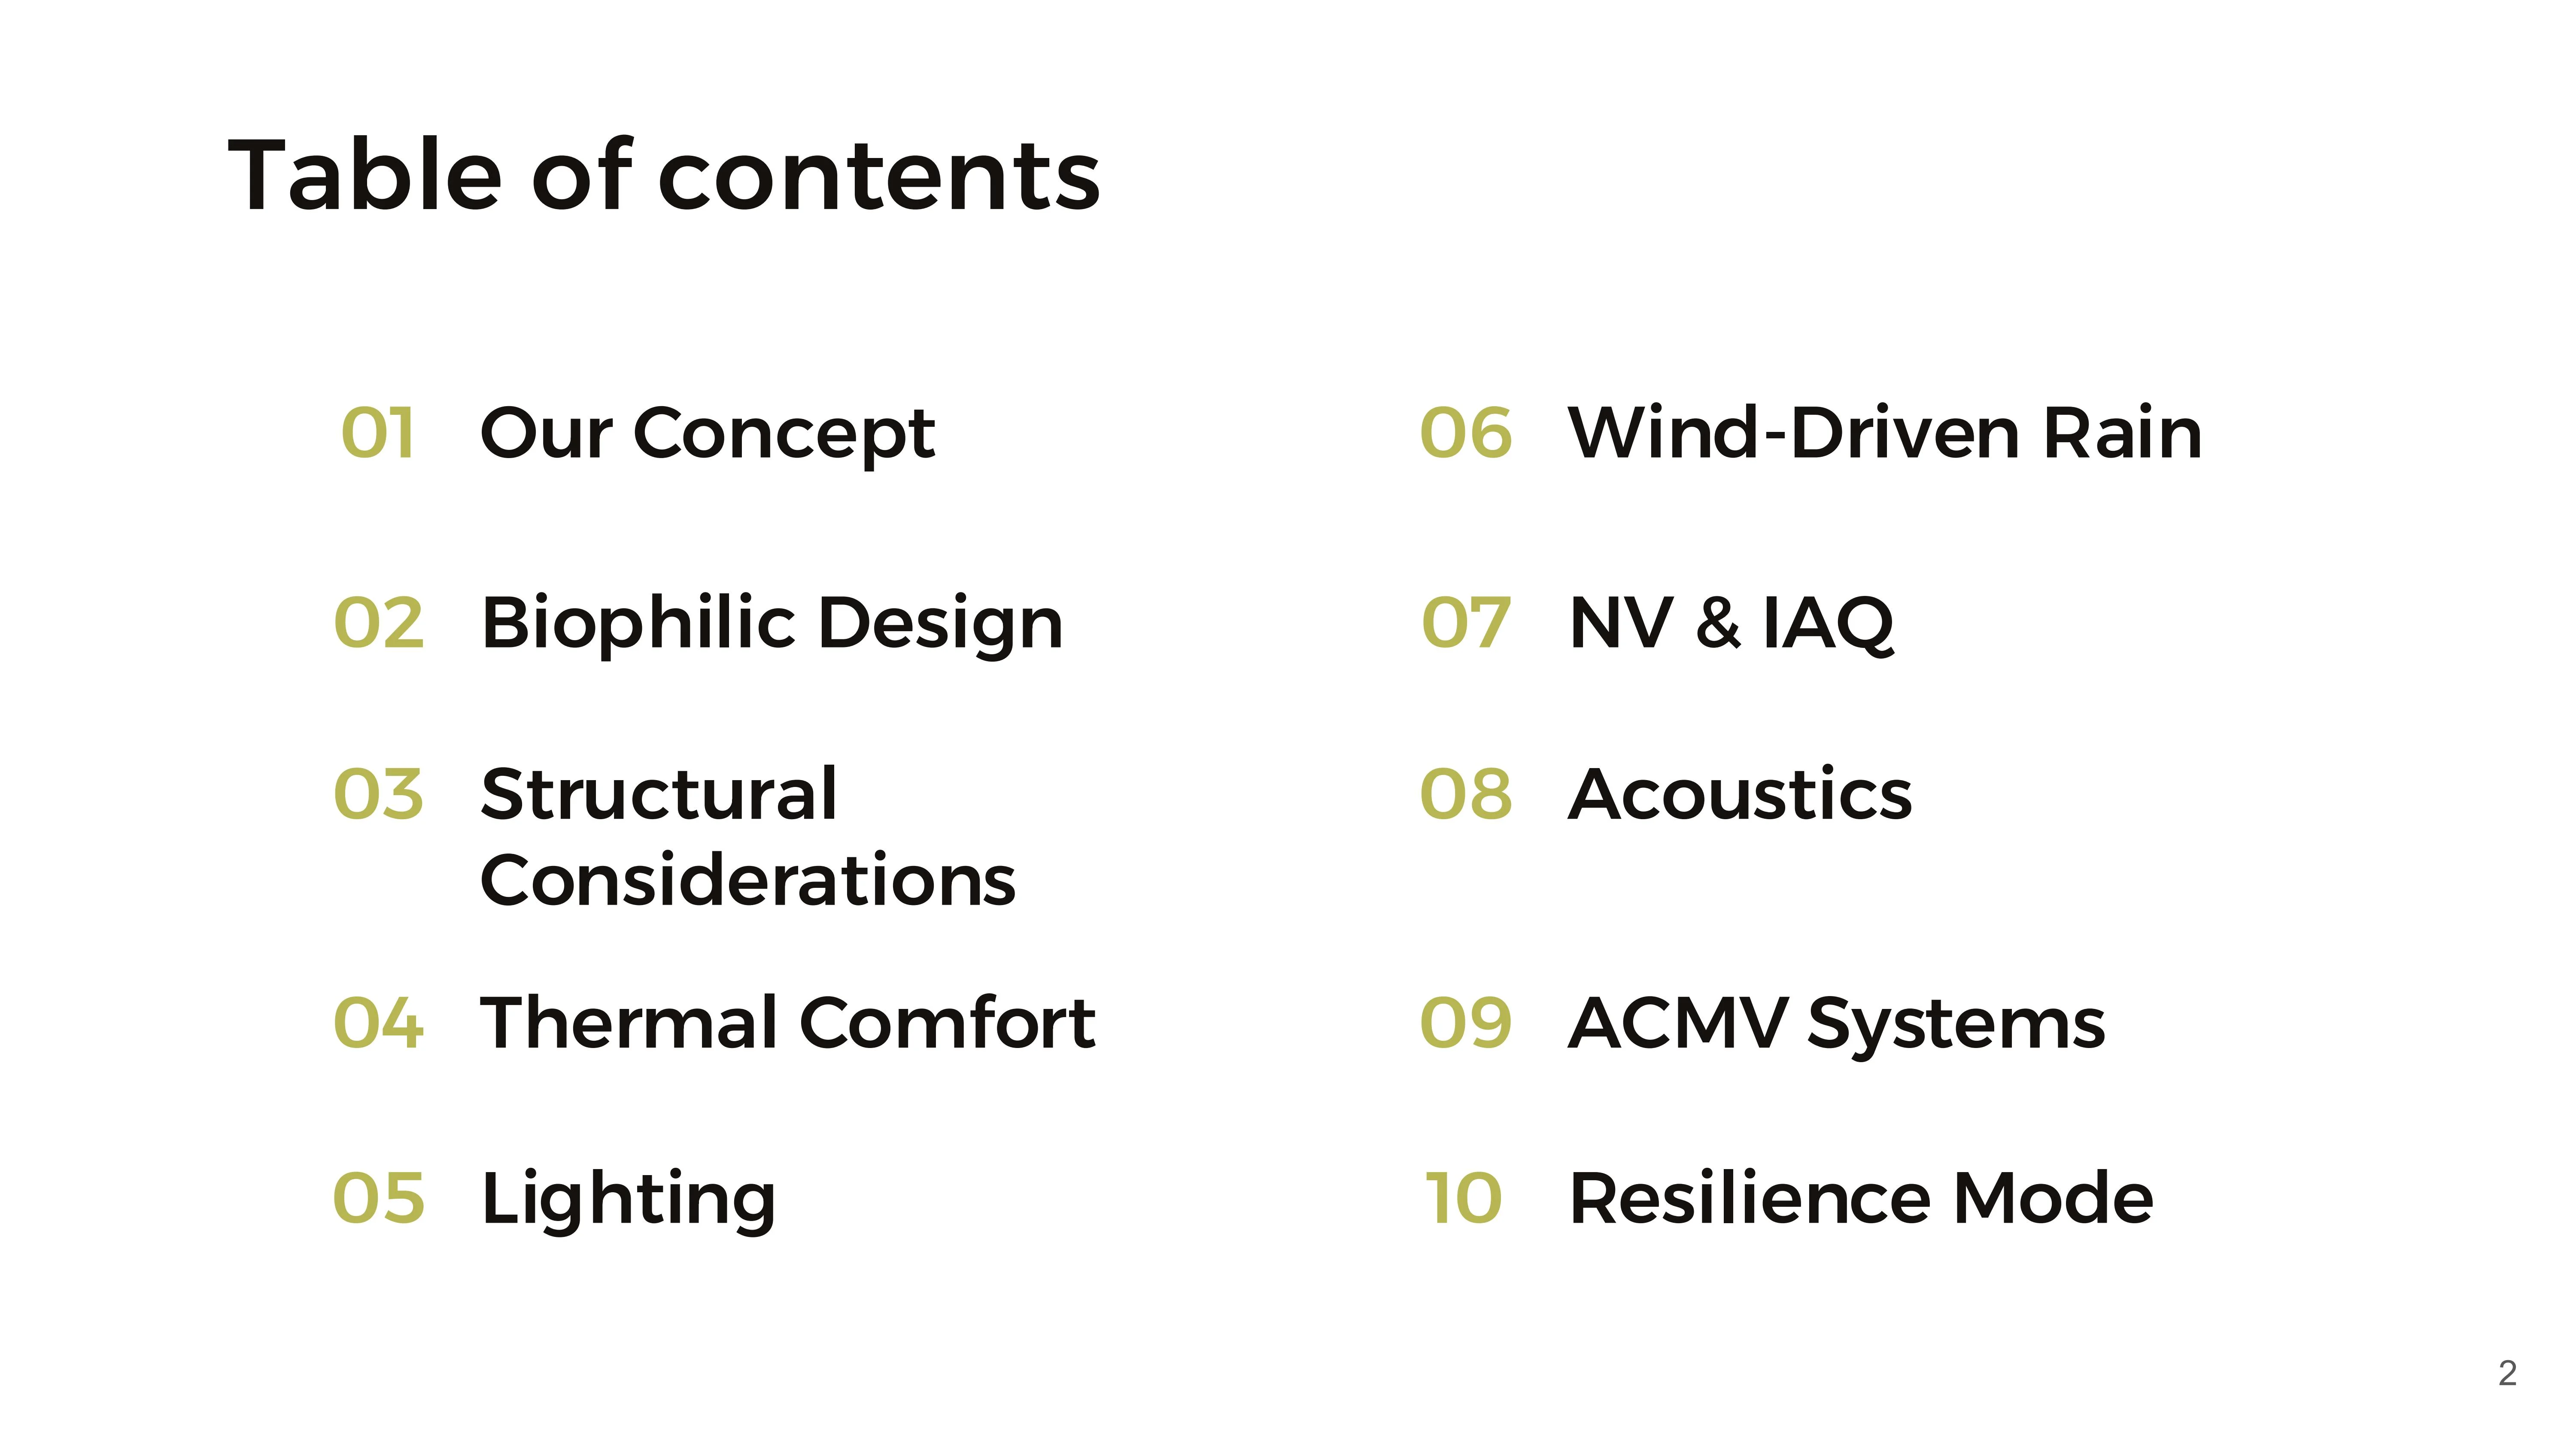 Table of contents
01 Our Concept
02 Biophilic Design
03 Structural
Considerations
04 Thermal Comfort
05 Lighting
06 Wind-Driven Rain
07 NV & IAQ
08 Acoustics
09 ACMV Systems
10 Resilience Mode
2